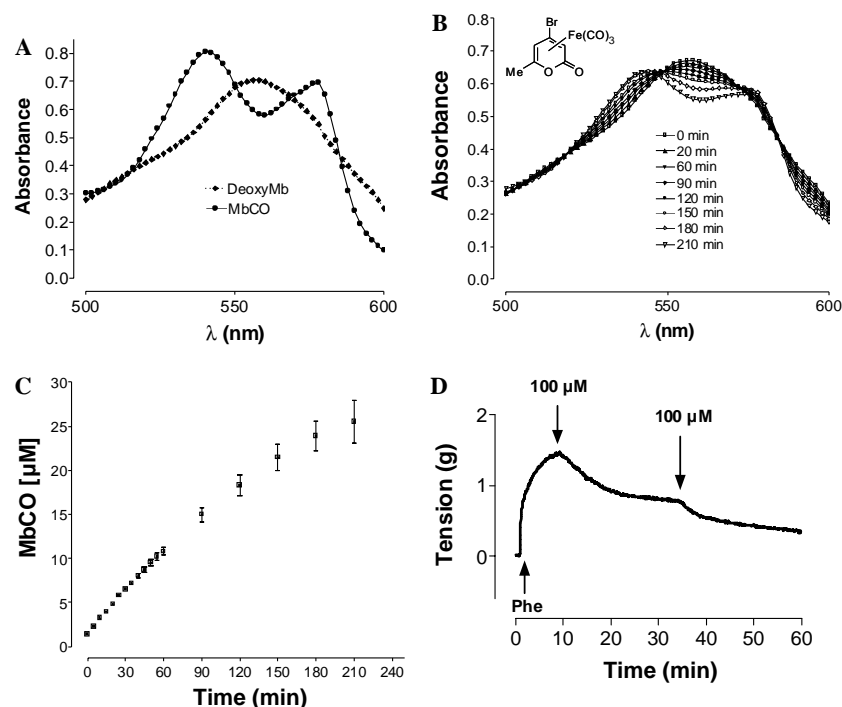 A
Absorbance
0.8
0.7
0.6
0.5
0.4
0.3
0.2
0.1
0.0
DeoxyMb
MbCO
500
550
600
λ (nm)
B
Br
Fe(CO)3
Me
O
O
Absorbance
0.8
0.7
0.6
0.5
0.4
0.3
0.2
0.1
0.0
0 min
20 min
60 min
90 min
120 min
150 min
180 min
210 min
500
550
600
λ (nm)
C
MbCO [µM]
30
25
20
15
10
5
0
0 30 60 90 120 150 180 210 240
Time (min)
D
100 µM
100 µM
Tension (g)
2
1
0
Phe
0 10 20 30 40 50 60
Time (min)